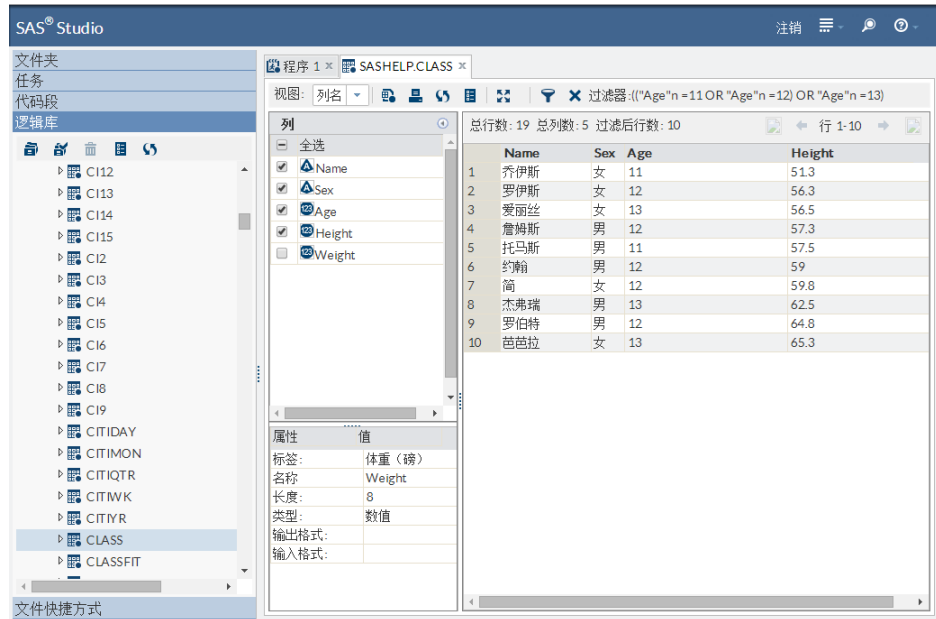 SAS® Studio
注销
文件夹
任务
代码段
逻辑库
CI12
CI13
CI14
CI15
CI2
CI3
CI4
CI5
CI6
CI7
CI8
CI9
CITIDAY
CITIMON
CITIQTR
CITIWK
CITIYR
CLASS
CLASSFIT
文件快捷方式
程序 1 × SASHELP.CLASS ×
视图: 列名 过滤器:(("Age"n =11 OR "Age"n =12) OR "Age"n =13)
列
全选
Name
Sex
Age
Height
Weight
属性 值
标签: 体重（磅）
名称 Weight
长度: 8
类型: 数值
输出格式:
输入格式:
总行数: 19 总列数: 5 过滤后行数: 10 行 1-10
Name Sex Age Height
1 乔伊斯 女 11 51.3
2 罗伊斯 女 12 56.3
3 爱丽丝 女 13 56.5
4 詹姆斯 男 12 57.3
5 托马斯 男 11 57.5
6 约翰 男 12 59
7 简 女 12 59.8
8 杰弗瑞 男 13 62.5
9 罗伯特 男 12 64.8
10 芭芭拉 女 13 65.3